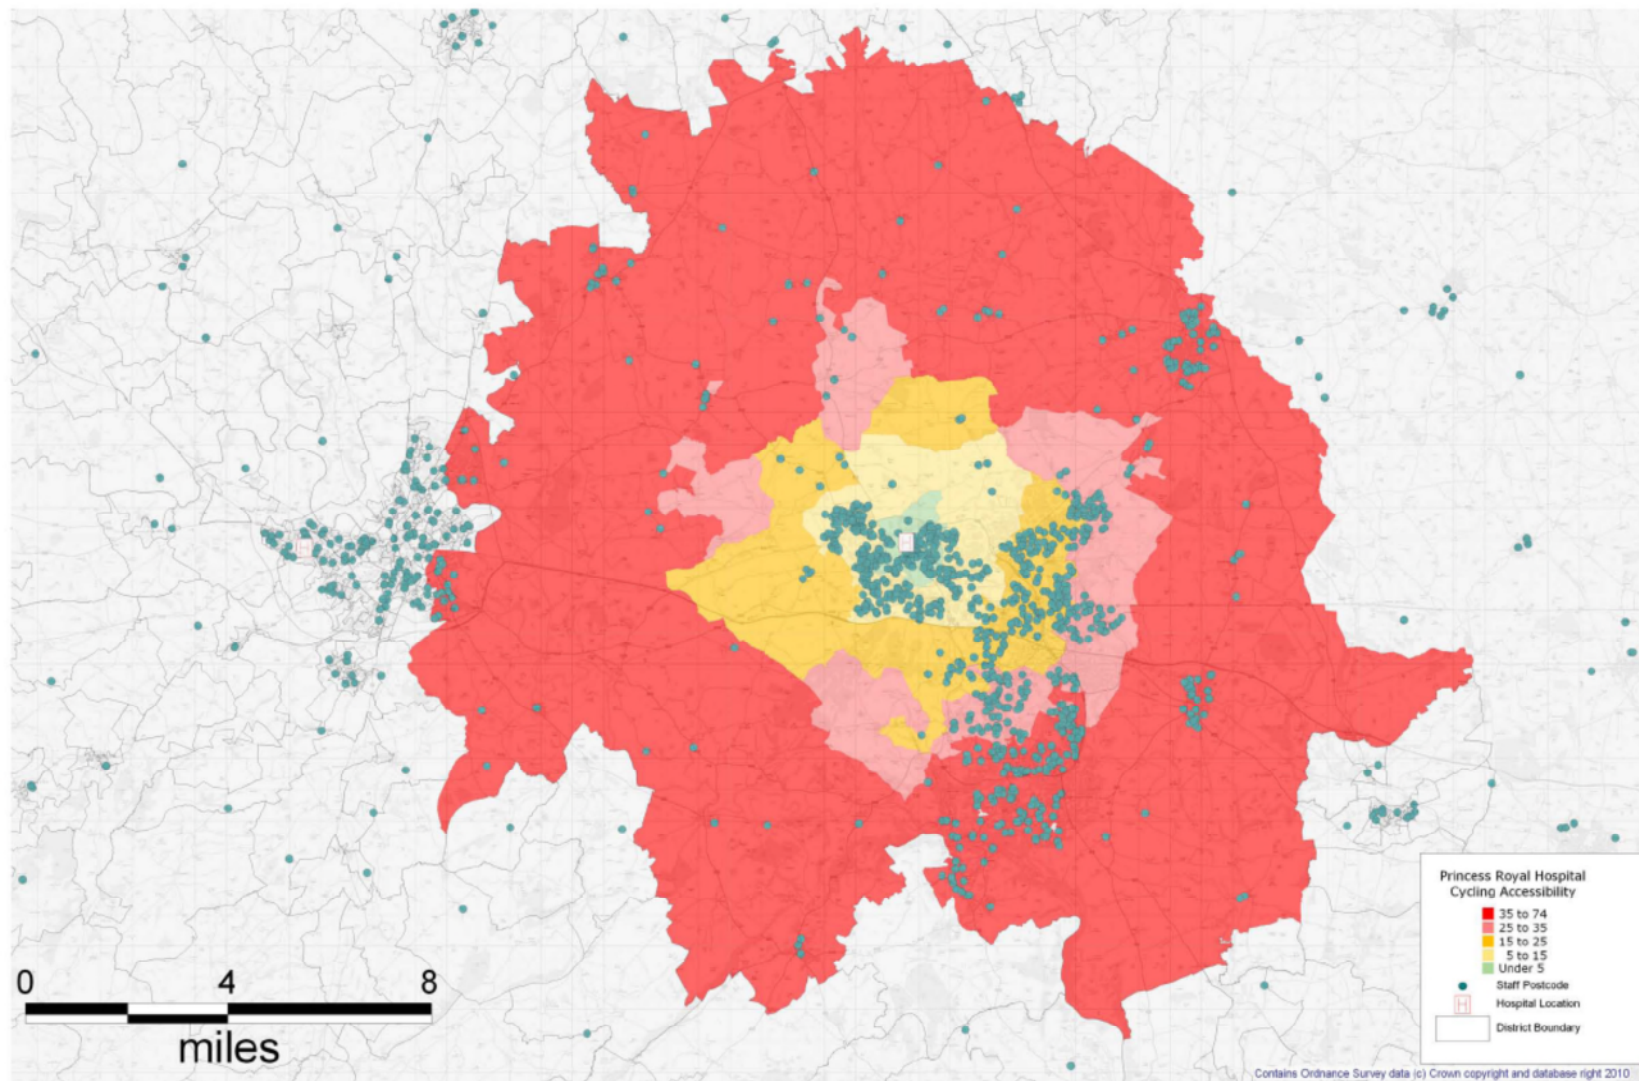 0 4 8
miles
Princess Royal Hospital
Cycling Accessibility
35 to 74
25 to 35
15 to 25
5 to 15
Under 5
Staff Postcode
H Hospital Location
District Boundary
Contains Ordnance Survey data (c) Crown copyright and database right 2010